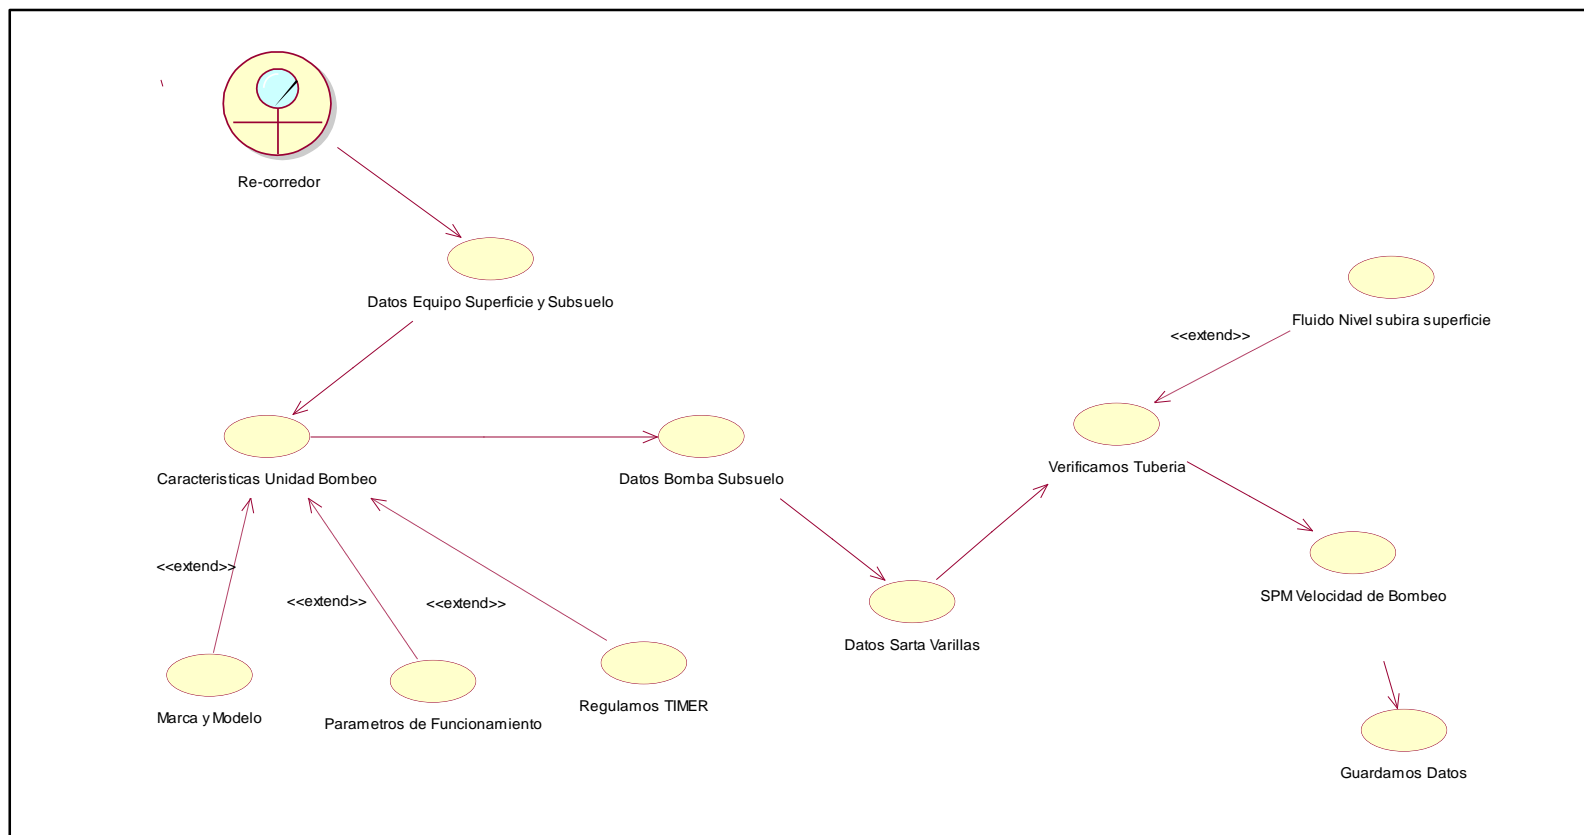 Re-corredor
Datos Equipo Superficie y Subsuelo
Fluido Nivel subira superficie
<<extend>>
Caracteristicas Unidad Bombeo
Datos Bomba Subsuelo
Verificamos Tuberia
<<extend>>
<<extend>>
<<extend>>
SPM Velocidad de Bombeo
Datos Sarta Varillas
Marca y Modelo
Parametros de Funcionamiento
Regulamos TIMER
Guardamos Datos